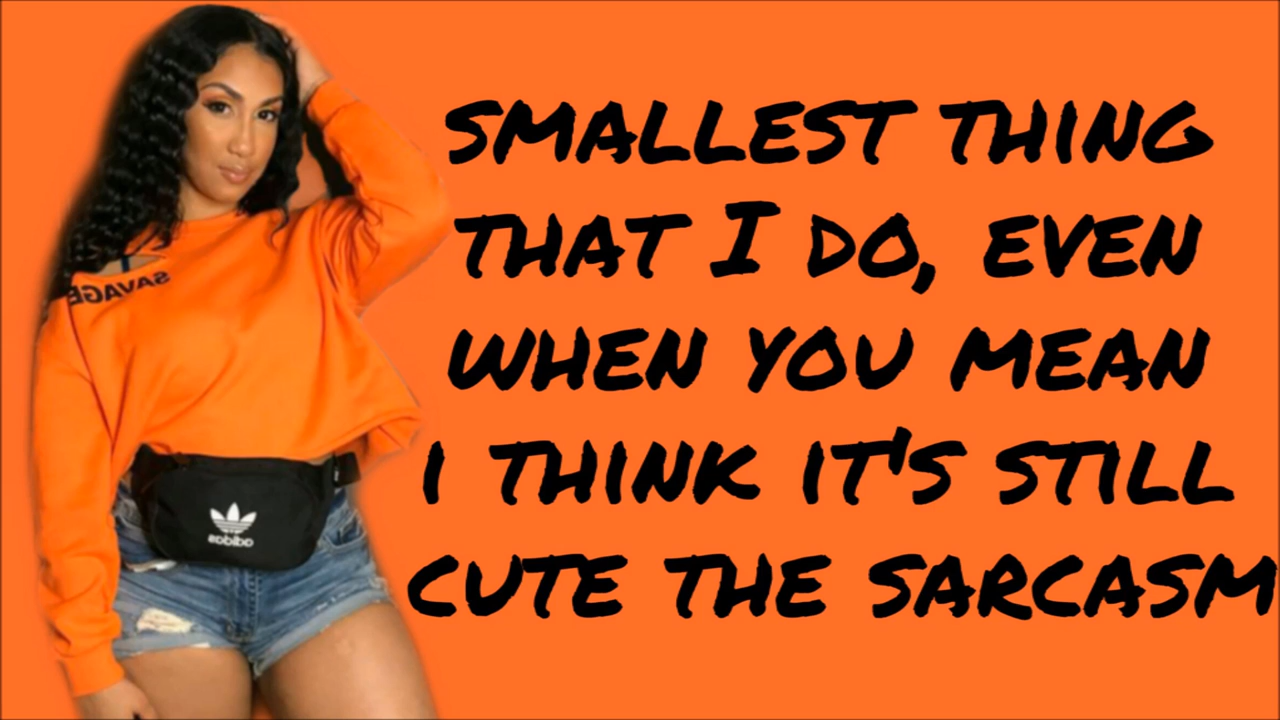 SMALLEST THING
THAT I DO, EVEN
WHEN YOU MEAN
I THINK IT'S STILL
CUTE THE SARCASM
SAVAGE
adidas